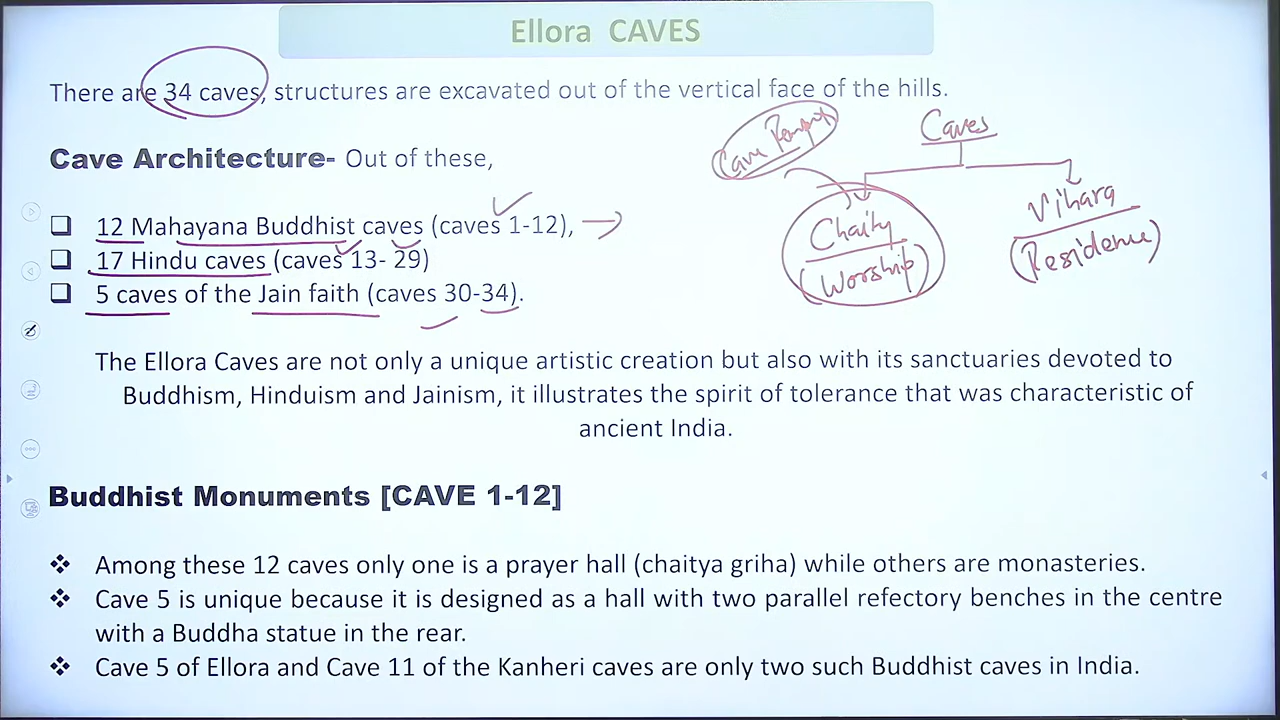 Ellora CAVES
There are 34 caves, structures are excavated out of the vertical face of the hills.
Caves
Cave
Cave Architecture- Out of these,
Vihara
(Residence)
Chaity
(Worship)
❑ 12 Mahayana Buddhist caves (caves 1-12), →
❑ 17 Hindu caves (caves 13- 29)
❑ 5 caves of the Jain faith (caves 30-34).
The Ellora Caves are not only a unique artistic creation but also with its sanctuaries devoted to
Buddhism, Hinduism and Jainism, it illustrates the spirit of tolerance that was characteristic of
ancient India.
Buddhist Monuments [CAVE 1-12]
❖ Among these 12 caves only one is a prayer hall (chaitya griha) while others are monasteries.
❖ Cave 5 is unique because it is designed as a hall with two parallel refectory benches in the centre
with a Buddha statue in the rear.
❖ Cave 5 of Ellora and Cave 11 of the Kanheri caves are only two such Buddhist caves in India.